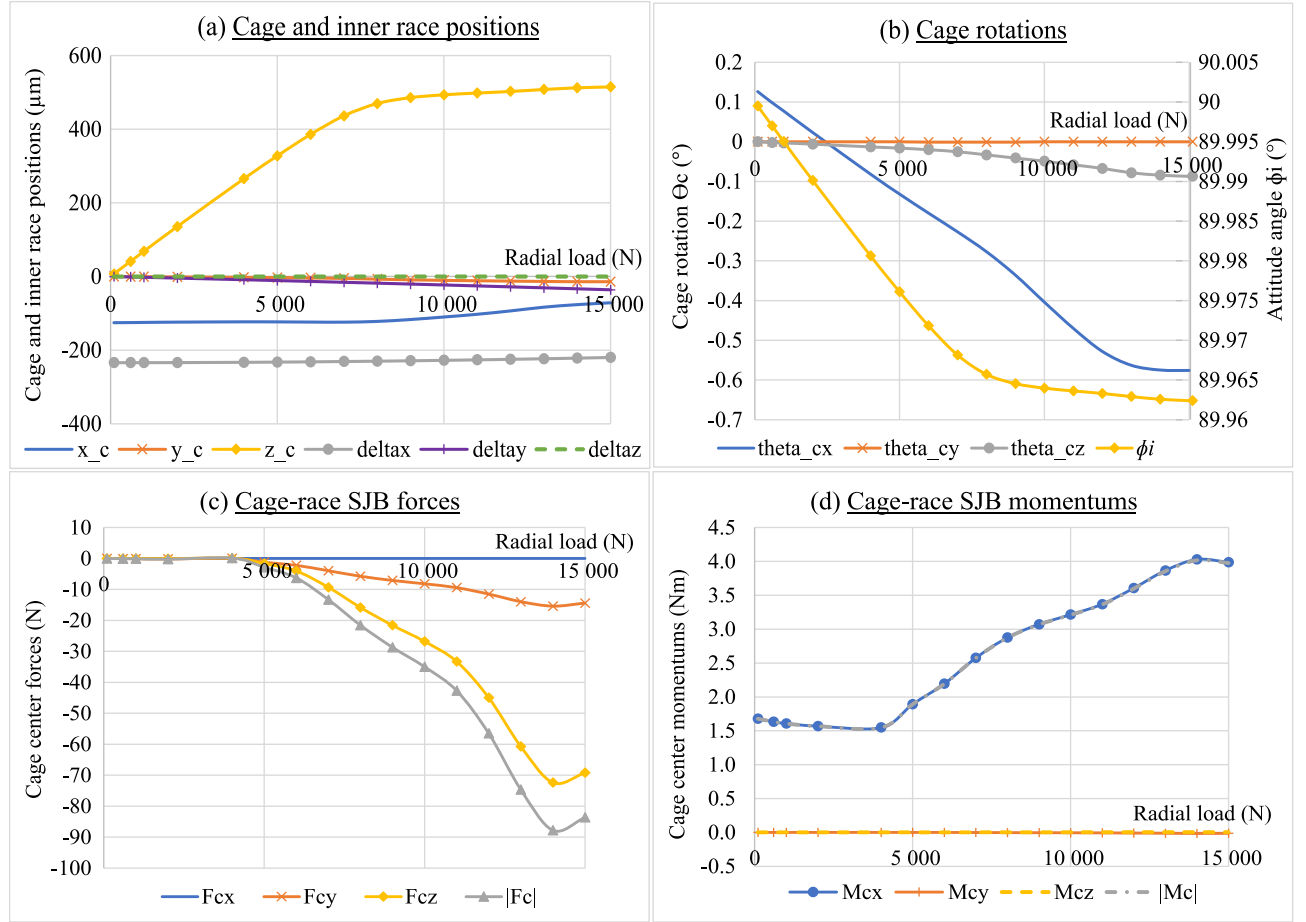 (a) Cage and inner race positions
Cage and inner race positions (µm)
600
400
200
0
-200
-400
Radial load (N)
0
5 000
10 000
15 000
x_c
y_c
z_c
deltax
deltay
deltaz
(b) Cage rotations
Cage rotation Θc (°)
0.2
0.1
0
-0.1
-0.2
-0.3
-0.4
-0.5
-0.6
-0.7
Radial load (N)
0
5 000
10 000
15 000
90.005
90
89.995
89.99
89.985
89.98
89.975
89.97
89.965
89.96
Attitude angle ϕi (°)
theta_cx
theta_cy
theta_cz
ϕi
(c) Cage-race SJB forces
Cage center forces (N)
10
0
-10
-20
-30
-40
-50
-60
-70
-80
-90
-100
Radial load (N)
0
5 000
10 000
15 000
Fcx
Fcy
Fcz
|Fc|
(d) Cage-race SJB momentums
Cage center momentums (Nm)
4.5
4.0
3.5
3.0
2.5
2.0
1.5
1.0
0.5
0.0
-0.5
Radial load (N)
0
5 000
10 000
15 000
Mcx
Mcy
Mcz
|Mc|